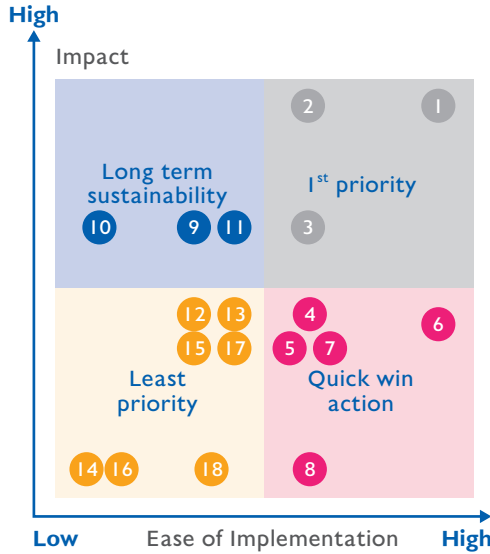 High
Impact
2 1
Long term
sustainability
1st priority
10 9 11 3
12 13 4 6
15 17 5 7
Least
priority
Quick win
action
14 16 18 8
Low Ease of Implementation High